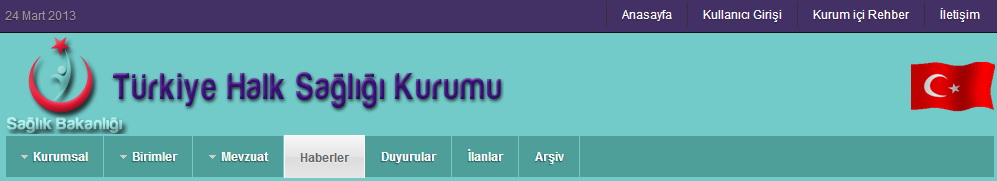 24 Mart 2013 Anasayfa Kullanıcı Girişi Kurum içi Rehber İletişim
Türkiye Halk Sağlığı Kurumu
Sağlık Bakanlığı
Kurumsal Birimler Mevzuat Haberler Duyurular İlanlar Arşiv